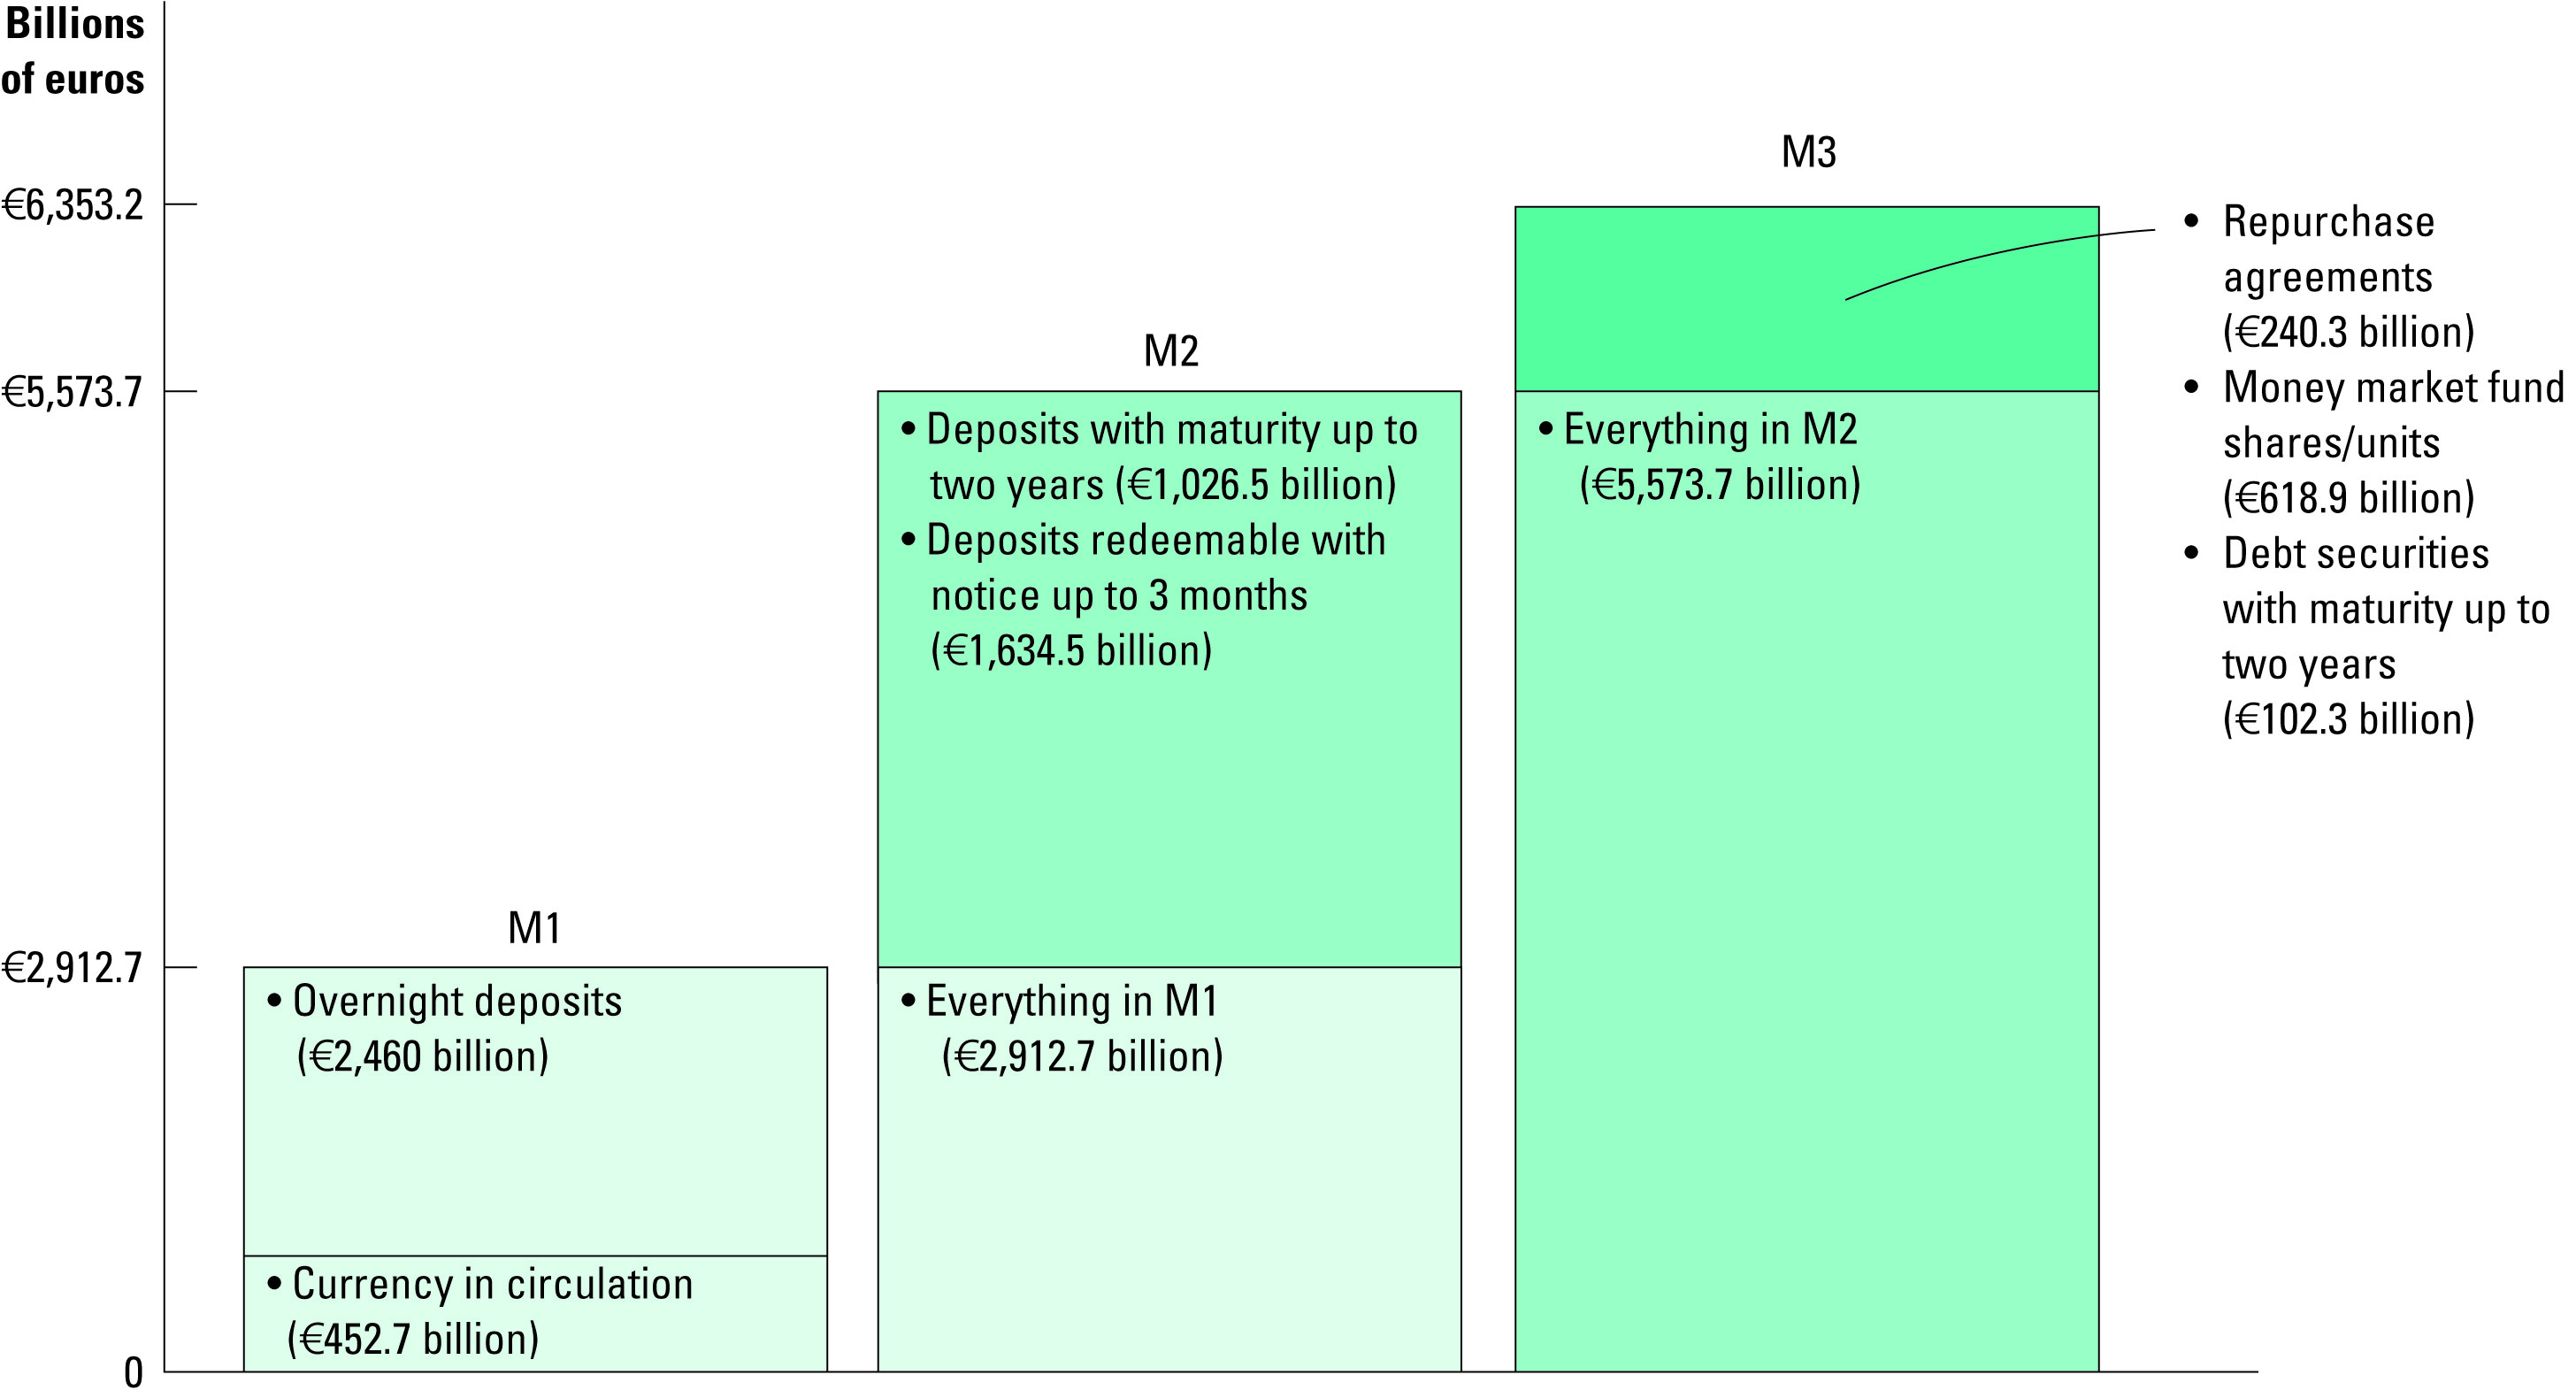 Billions
of euros
€6,353.2
€5,573.7
€2,912.7
0
M1
• Overnight deposits
(€2,460 billion)
• Currency in circulation
(€452.7 billion)
M2
• Deposits with maturity up to
two years (€1,026.5 billion)
• Deposits redeemable with
notice up to 3 months
(€1,634.5 billion)
• Everything in M1
(€2,912.7 billion)
M3
• Everything in M2
(€5,573.7 billion)
• Repurchase
agreements
(€240.3 billion)
• Money market fund
shares/units
(€618.9 billion)
• Debt securities
with maturity up to
two years
(€102.3 billion)